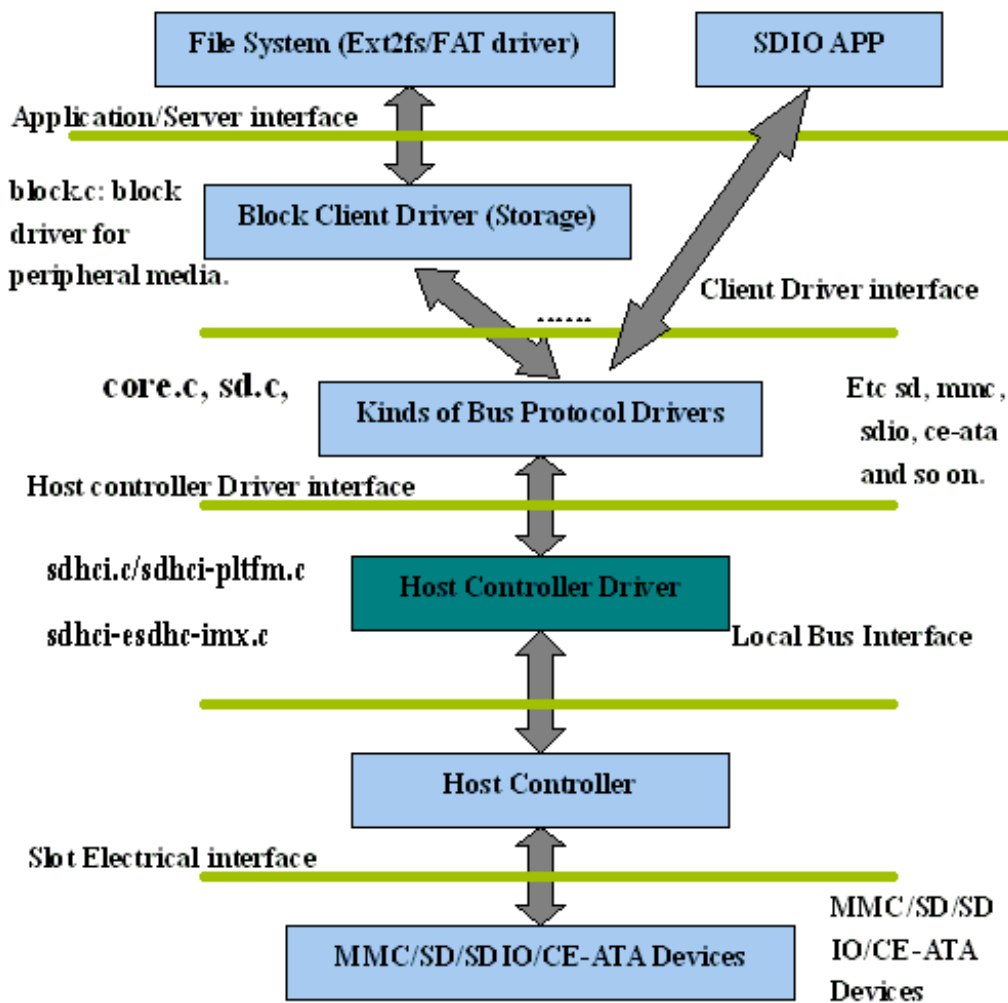 File System (Ext2fs/FAT driver)
SDIO APP
Application/Server interface
block.c: block
driver for
peripheral media.
Block Client Driver (Storage)
Client Driver interface
......
core.c, sd.c,
Kinds of Bus Protocol Drivers
Etc sd, mmc,
sdio, ce-ata
and so on.
Host controller Driver interface
sdhci.c/sdhci-pltfm.c
sdhci-esdhc-imx.c
Host Controller Driver
Local Bus Interface
Host Controller
Slot Electrical interface
MMC/SD/SDIO/CE-ATA Devices
MMC/SD/SD
IO/CE-ATA
Devices